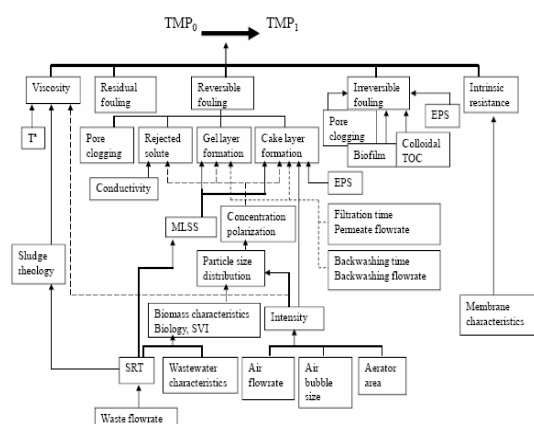 TMP0 TMP1
Viscosity
Residual
fouling
Reversible
fouling
Irreversible
fouling
Intrinsic
resistance
Tª
Pore
clogging
Rejected
solute
Gel layer
formation
Cake layer
formation
Pore
clogging
Biofilm
Colloidal
TOC
EPS
Conductivity
EPS
MLSS
Concentration
polarization
Filtration time
Permeate flowrate
Backwashing time
Backwashing flowrate
Sludge
rheology
Particle size
distribution
Biomass characteristics
Biology, SVI
Intensity
Membrane
characteristics
SRT
Wastewater
characteristics
Air
flowrate
Air
bubble
size
Aerator
area
Waste flowrate